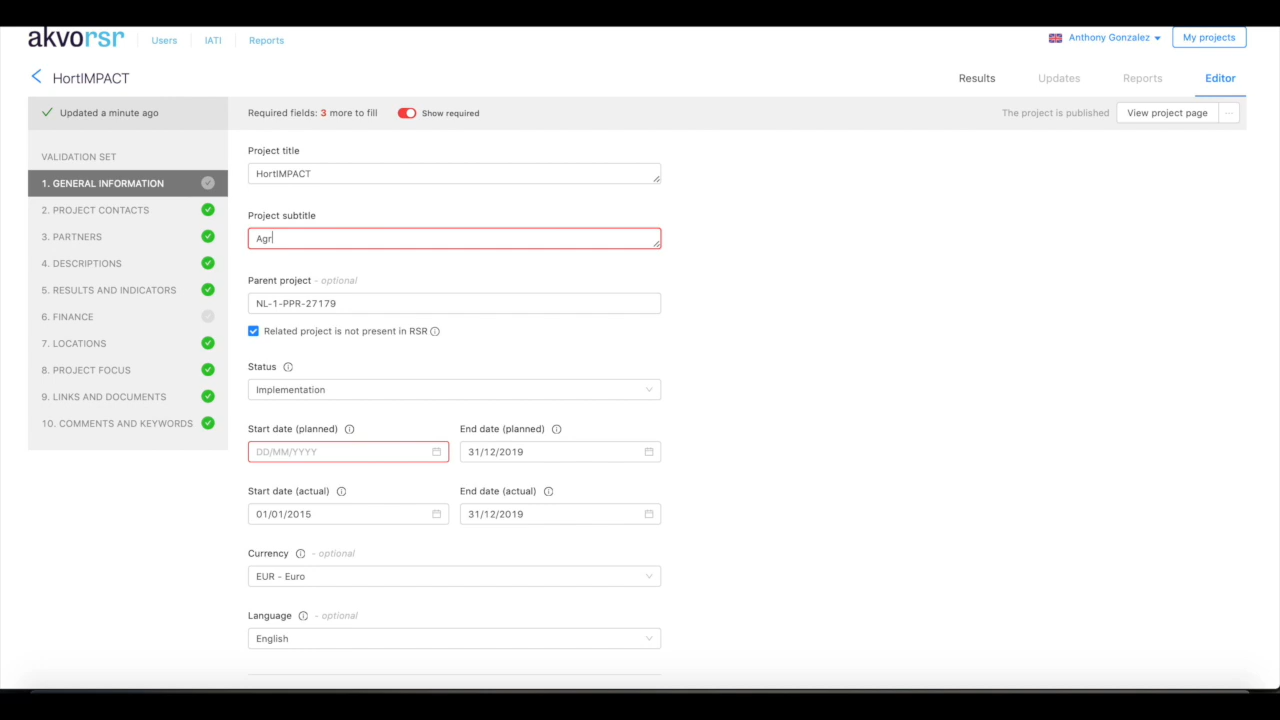 akvorsr Users IATI Reports Anthony Gonzalez My projects
HortIMPACT Results Updates Reports Editor
Updated a minute ago Required fields: 3 more to fill Show required The project is published View project page ...
VALIDATION SET
1. GENERAL INFORMATION
2. PROJECT CONTACTS
3. PARTNERS
4. DESCRIPTIONS
5. RESULTS AND INDICATORS
6. FINANCE
7. LOCATIONS
8. PROJECT FOCUS
9. LINKS AND DOCUMENTS
10. COMMENTS AND KEYWORDS
Project title
HortIMPACT
Project subtitle
Agr
Parent project - optional
NL-1-PPR-27179
Related project is not present in RSR
Status
Implementation
Start date (planned) End date (planned)
DD/MM/YYYY 31/12/2019
Start date (actual) End date (actual)
01/01/2015 31/12/2019
Currency - optional
EUR - Euro
Language - optional
English